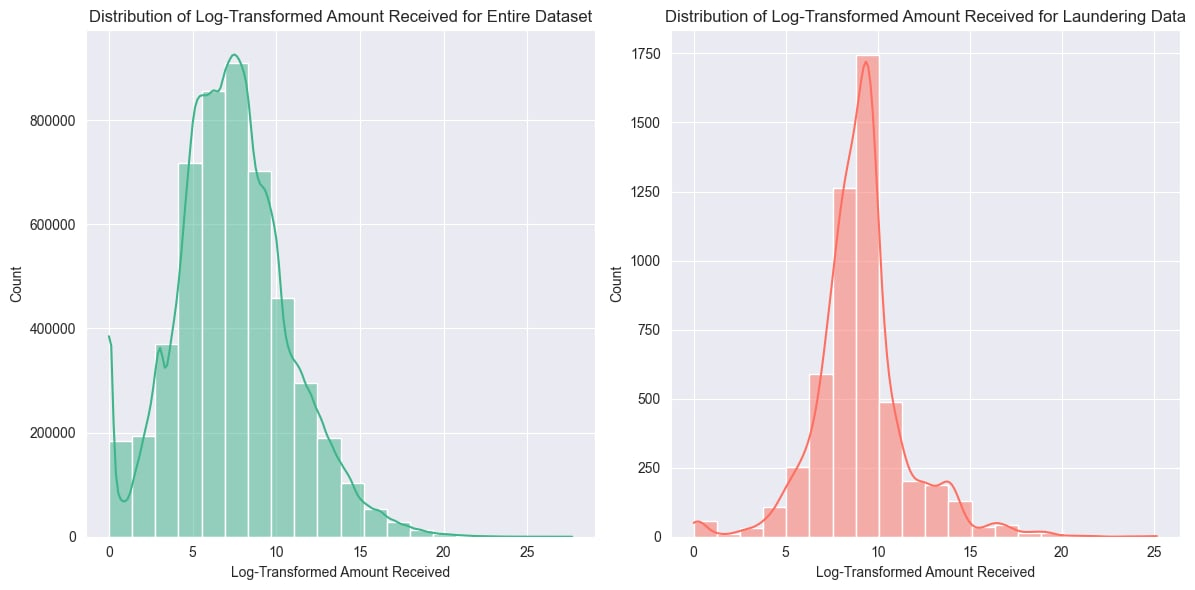 Distribution of Log-Transformed Amount Received for Entire Dataset
800000
600000
400000
200000
0
Count
0 5 10 15 20 25
Log-Transformed Amount Received
Distribution of Log-Transformed Amount Received for Laundering Data
1750
1500
1250
1000
750
500
250
0
Count
0 5 10 15 20 25
Log-Transformed Amount Received